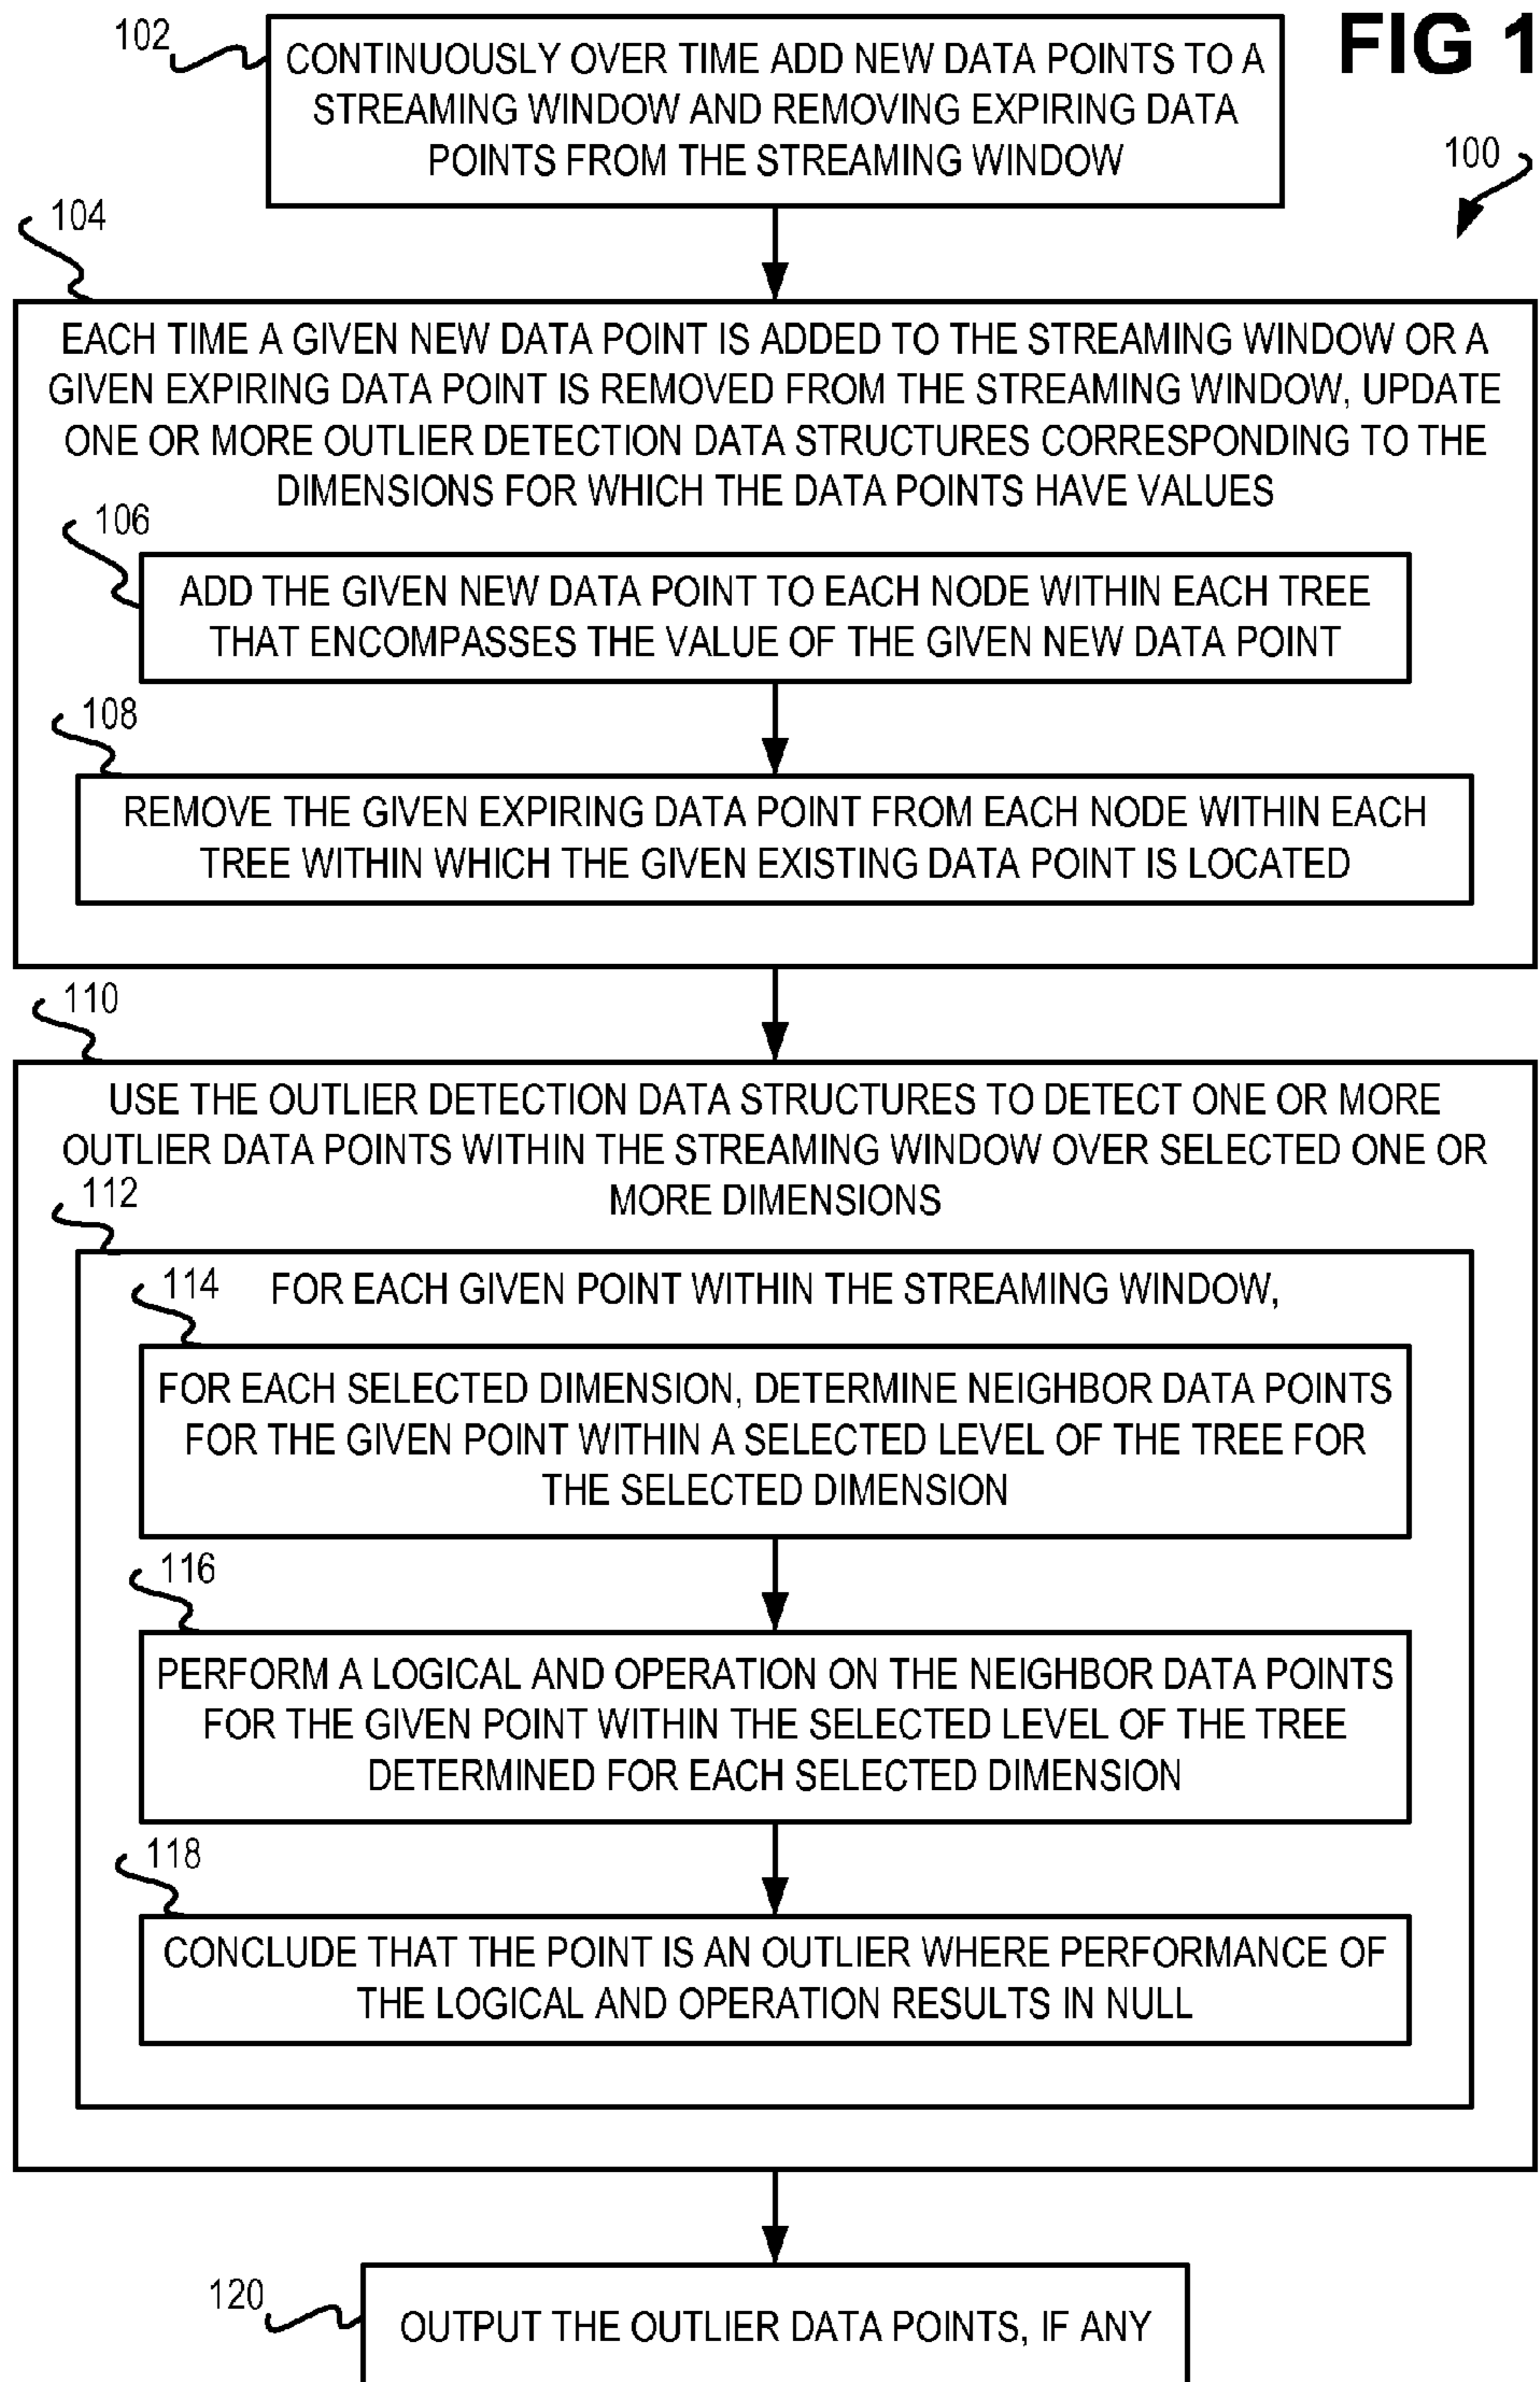 FIG 1
100
102
CONTINUOUSLY OVER TIME ADD NEW DATA POINTS TO A
STREAMING WINDOW AND REMOVING EXPIRING DATA
POINTS FROM THE STREAMING WINDOW
104
EACH TIME A GIVEN NEW DATA POINT IS ADDED TO THE STREAMING WINDOW OR A
GIVEN EXPIRING DATA POINT IS REMOVED FROM THE STREAMING WINDOW, UPDATE
ONE OR MORE OUTLIER DETECTION DATA STRUCTURES CORRESPONDING TO THE
DIMENSIONS FOR WHICH THE DATA POINTS HAVE VALUES
106
ADD THE GIVEN NEW DATA POINT TO EACH NODE WITHIN EACH TREE
THAT ENCOMPASSES THE VALUE OF THE GIVEN NEW DATA POINT
108
REMOVE THE GIVEN EXPIRING DATA POINT FROM EACH NODE WITHIN EACH
TREE WITHIN WHICH THE GIVEN EXISTING DATA POINT IS LOCATED
110
USE THE OUTLIER DETECTION DATA STRUCTURES TO DETECT ONE OR MORE
OUTLIER DATA POINTS WITHIN THE STREAMING WINDOW OVER SELECTED ONE OR
MORE DIMENSIONS
112
FOR EACH GIVEN POINT WITHIN THE STREAMING WINDOW,
114
FOR EACH SELECTED DIMENSION, DETERMINE NEIGHBOR DATA POINTS
FOR THE GIVEN POINT WITHIN A SELECTED LEVEL OF THE TREE FOR
THE SELECTED DIMENSION
116
PERFORM A LOGICAL AND OPERATION ON THE NEIGHBOR DATA POINTS
FOR THE GIVEN POINT WITHIN THE SELECTED LEVEL OF THE TREE
DETERMINED FOR EACH SELECTED DIMENSION
118
CONCLUDE THAT THE POINT IS AN OUTLIER WHERE PERFORMANCE OF
THE LOGICAL AND OPERATION RESULTS IN NULL
120
OUTPUT THE OUTLIER DATA POINTS, IF ANY